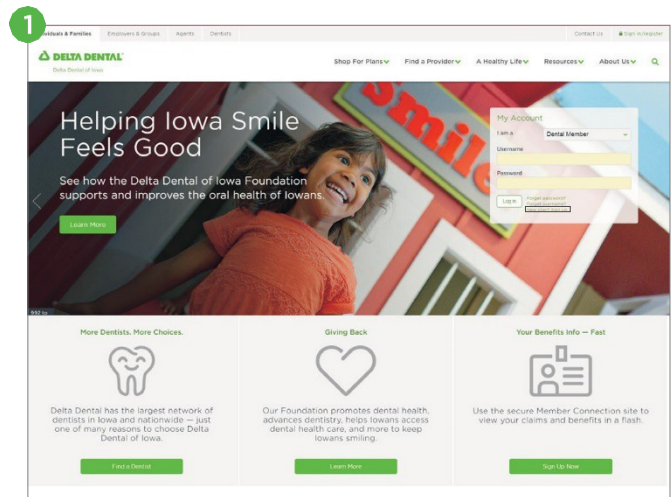 1
Individuals & Families Employers & Groups Agents Dentists Contact Us Sign In/Register
DELTA DENTAL
Delta Dental of Iowa
Shop For Plans Find a Provider A Healthy Life Resources About Us
Smile
Helping Iowa Smile
Feels Good
See how the Delta Dental of Iowa Foundation
supports and improves the oral health of Iowans.
Learn More
My Account
I am a Dental Member
Username
Password
Log In
Forgot password?
Forgot username?
More Dentists. More Choices.
Delta Dental has the largest network of
dentists in Iowa and nationwide — just
one of many reasons to choose Delta
Dental of Iowa.
Find a Dentist
Giving Back
Our Foundation promotes dental health,
advances dentistry, helps Iowans access
dental health care, and more to keep
Iowans smiling.
Learn More
Your Benefits Info — Fast
Use the secure Member Connection site to
view your claims and benefits in a flash.
Sign Up Now